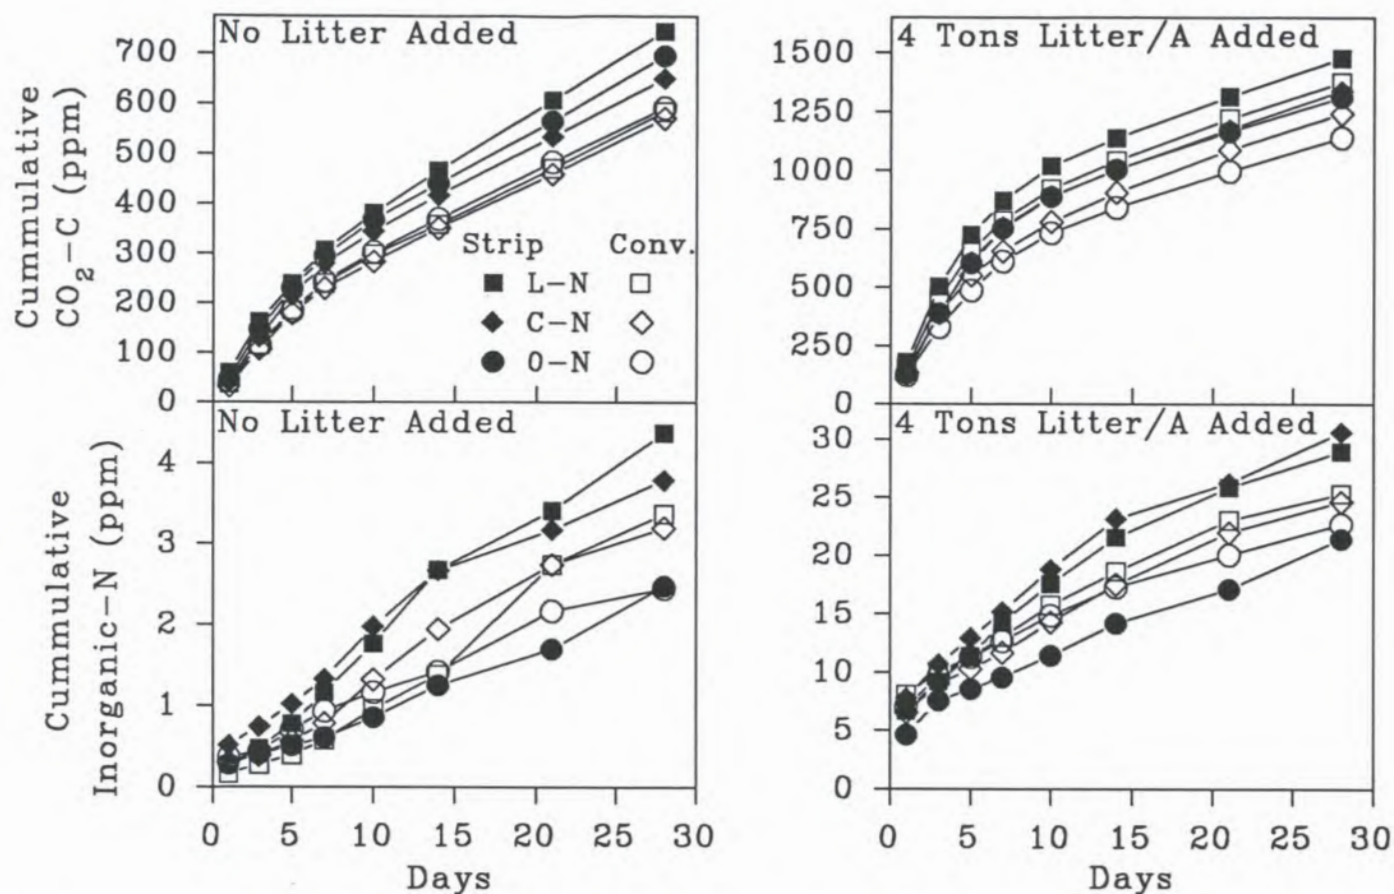 No Litter Added
4 Tons Litter/A Added
Cummulative
CO₂-C (ppm)
700
600
500
400
300
200
100
0
1500
1250
1000
750
500
250
0
Strip Conv.
L-N
C-N
0-N
No Litter Added
4 Tons Litter/A Added
Cummulative
Inorganic-N (ppm)
4
3
2
1
0
30
25
20
15
10
5
0
0 5 10 15 20 25 30
0 5 10 15 20 25 30
Days
Days